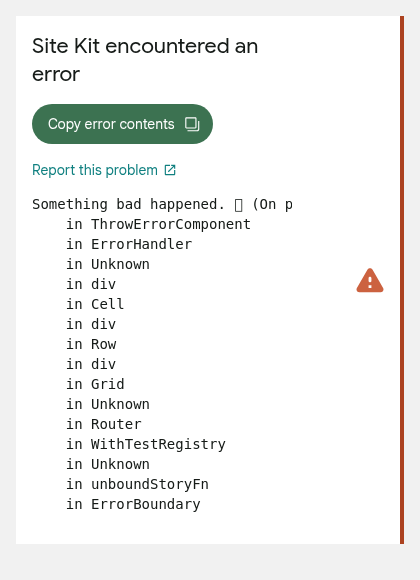 Site Kit encountered an
error
Copy error contents
Report this problem
Something bad happened. (On p
in ThrowErrorComponent
in ErrorHandler
in Unknown
in div
in Cell
in div
in Row
in div
in Grid
in Unknown
in Router
in WithTestRegistry
in Unknown
in unboundStoryFn
in ErrorBoundary